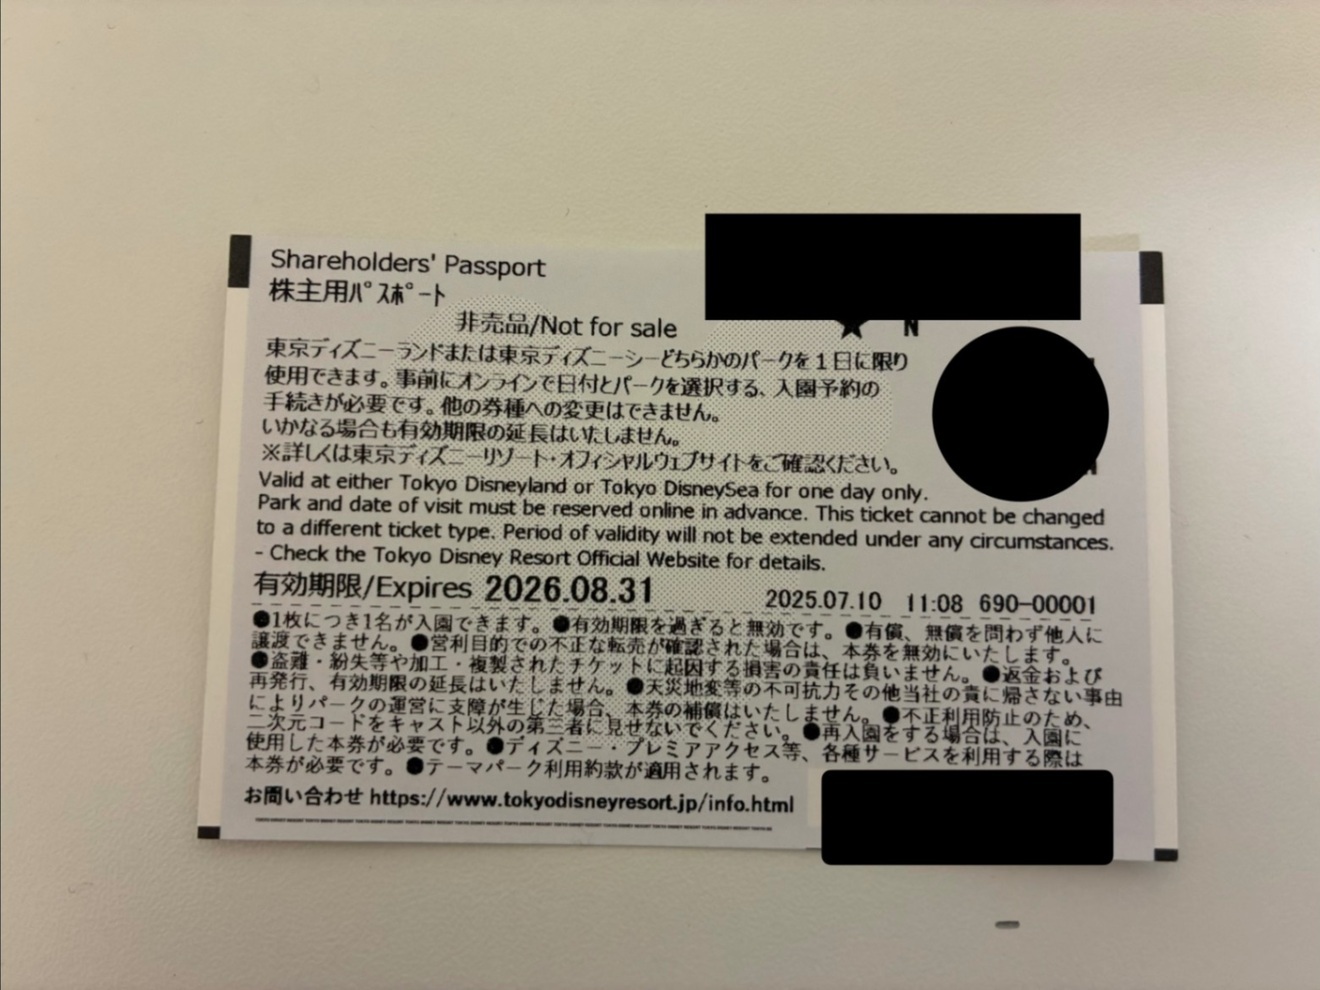 Shareholders' Passport
株主用ﾊﾟｽﾎﾟｰﾄ
非売品/Not for sale
★ N
東京ディズニーランドまたは東京ディズニーシーどちらかのパークを1日に限り
使用できます。事前にオンラインで日付とパークを選択する、入園予約の
手続きが必要です。他の券種への変更はできません。
いかなる場合も有効期限の延長はいたしません。
※詳しくは東京ディズニーリゾート・オフィシャルウェブサイトをご確認ください。
Valid at either Tokyo Disneyland or Tokyo DisneySea for one day only.
Park and date of visit must be reserved online in advance. This ticket cannot be changed
to a different ticket type. Period of validity will not be extended under any circumstances.
- Check the Tokyo Disney Resort Official Website for details.
有効期限/Expires 2026.08.31
2025.07.10 11:08 690-00001
●1枚につき1名が入園できます。●有効期限を過ぎると無効です。●有償、無償を問わず他人に
譲渡できません。●営利目的での不正な転売が確認された場合は、本券を無効にいたします。
●盗難・紛失等や加工・複製されたチケットに起因する損害の責任は負いません。●返金および
再発行、有効期限の延長はいたしません。●天災地変等の不可抗力その他当社の責に帰さない事由
によりパークの運営に支障が生じた場合、本券の補償はいたしません。●不正利用防止のため、
二次元コードをキャスト以外の第三者に見せないでください。●再入園をする場合は、入園に
使用した本券が必要です。●ディズニー・プレミアアクセス等、各種サービスを利用する際は
本券が必要です。●テーマパーク利用約款が適用されます。
お問い合わせ https://www.tokyodisneyresort.jp/info.html